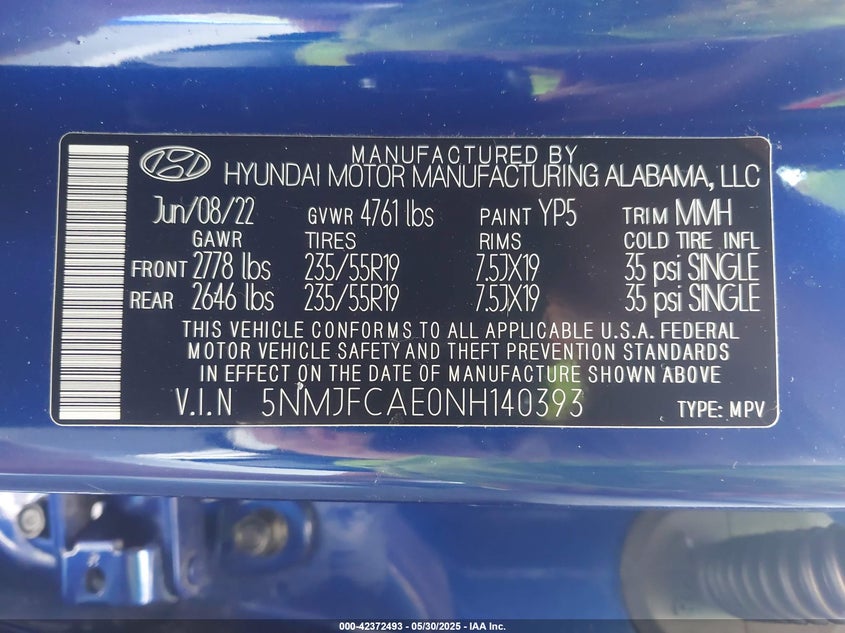 MANUFACTURED BY
HYUNDAI MOTOR MANUFACTURING ALABAMA, LLC
Jun/08/22 GVWR 4761 lbs PAINT YP5 TRIM MMH
GAWR TIRES RIMS COLD TIRE INFL
FRONT 2778 lbs 235/55R19 7.5JX19 35 psi SINGLE
REAR 2646 lbs 235/55R19 7.5JX19 35 psi SINGLE
THIS VEHICLE CONFORMS TO ALL APPLICABLE U.S.A. FEDERAL
MOTOR VEHICLE SAFETY AND THEFT PREVENTION STANDARDS
IN EFFECT ON THE DATE OF MANUFACTURE SHOWN ABOVE
V.I.N 5NMJFCAE0NH140393 TYPE: MPV
000-42372493 - 05/30/2025 - IAA Inc.